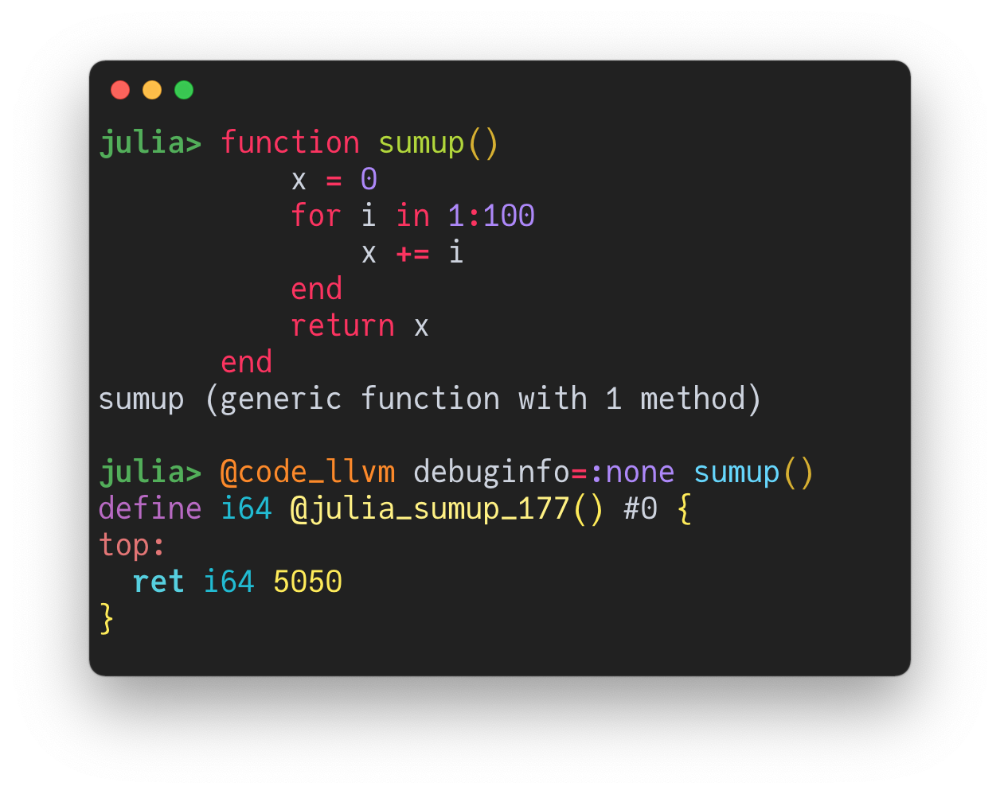 julia> function sumup()
           x = 0
           for i in 1:100
               x += i
           end
           return x
       end
sumup (generic function with 1 method)

julia> @code_llvm debuginfo=:none sumup()
define i64 @julia_sumup_177() #0 {
top:
  ret i64 5050
}